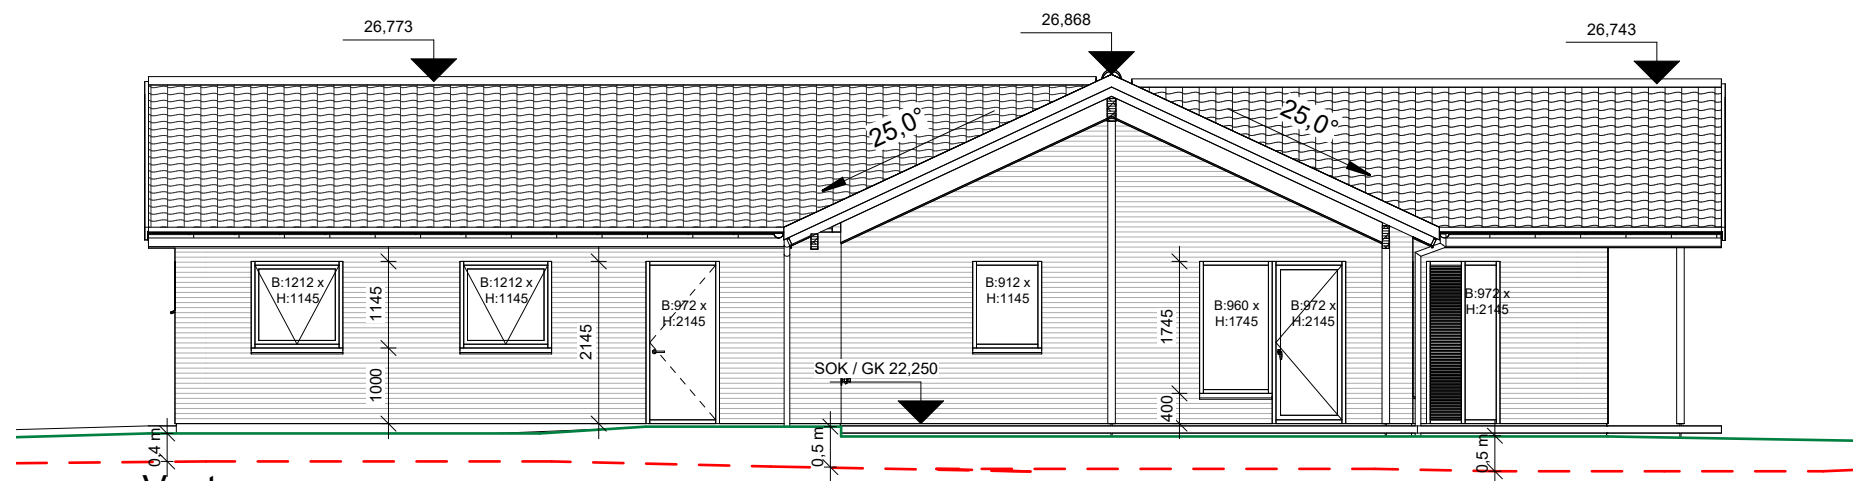 26,773
26,868
26,743
25,0°
25,0°
B:1212 x
H:1145
1145
1000
B:1212 x
H:1145
2145
B:972 x
H:2145
B:912 x
H:1145
SOK / GK 22,250
1745
400
B:960 x
H:1745
B:972 x
H:2145
B:972 x
H:2145
0,4 m
0,5 m
0,5 m